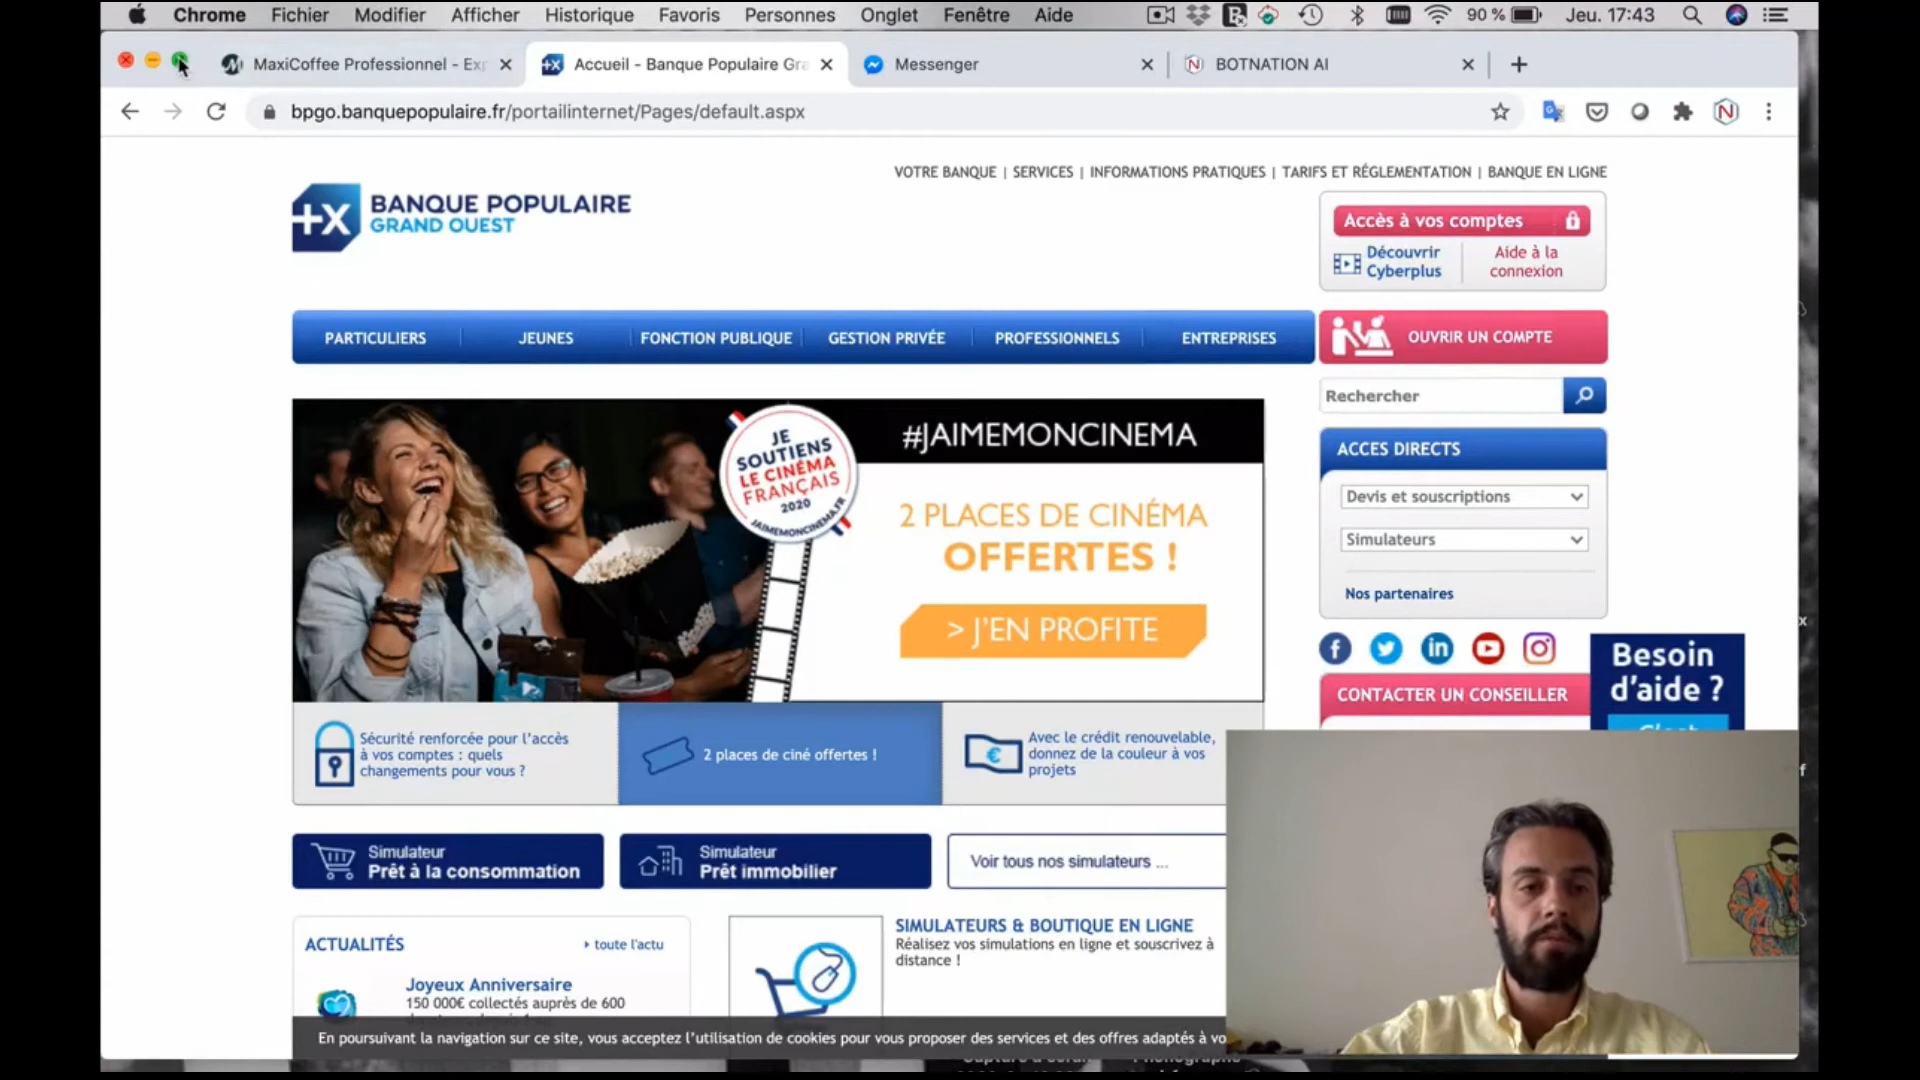 Chrome Fichier Modifier Afficher Historique Favoris Personnes Onglet Fenêtre Aide 90 % Jeu. 17:43
MaxiCoffee Professionnel - Exp
Accueil - Banque Populaire Gra
Messenger
BOTNATION AI
bpgo.banquepopulaire.fr/portailinternet/Pages/default.aspx
VOTRE BANQUE | SERVICES | INFORMATIONS PRATIQUES | TARIFS ET RÉGLEMENTATION | BANQUE EN LIGNE
+X BANQUE POPULAIRE
GRAND OUEST
Accès à vos comptes
Découvrir
Cyberplus
Aide à la
connexion
PARTICULIERS JEUNES FONCTION PUBLIQUE GESTION PRIVÉE PROFESSIONNELS ENTREPRISES
OUVRIR UN COMPTE
Rechercher
ACCES DIRECTS
Devis et souscriptions
Simulateurs
Nos partenaires
JE
SOUTIENS
LE CINÉMA
FRANÇAIS
2020
JAIMEMONCINEMA.FR
#JAIMEMONCINEMA
2 PLACES DE CINÉMA
OFFERTES !
> J'EN PROFITE
CONTACTER UN CONSEILLER
Besoin
d'aide ?
Sécurité renforcée pour l'accès
à vos comptes : quels
changements pour vous ?
2 places de ciné offertes !
Avec le crédit renouvelable,
donnez de la couleur à vos
projets
Simulateur
Prêt à la consommation
Simulateur
Prêt immobilier
Voir tous nos simulateurs ...
ACTUALITÉS
toute l'actu
Joyeux Anniversaire
150 000€ collectés auprès de 600
SIMULATEURS & BOUTIQUE EN LIGNE
Réalisez vos simulations en ligne et souscrivez à
distance !
En poursuivant la navigation sur ce site, vous acceptez l'utilisation de cookies pour vous proposer des services et des offres adaptés à vo